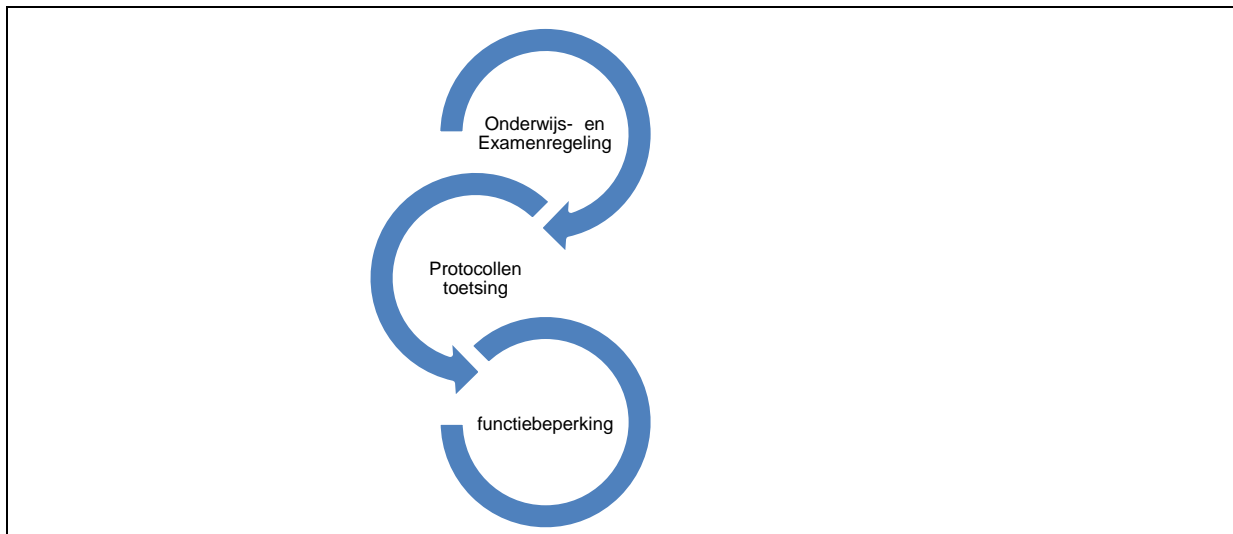 Onderwijs- en
Examenregeling
Protocollen
toetsing
functiebeperking